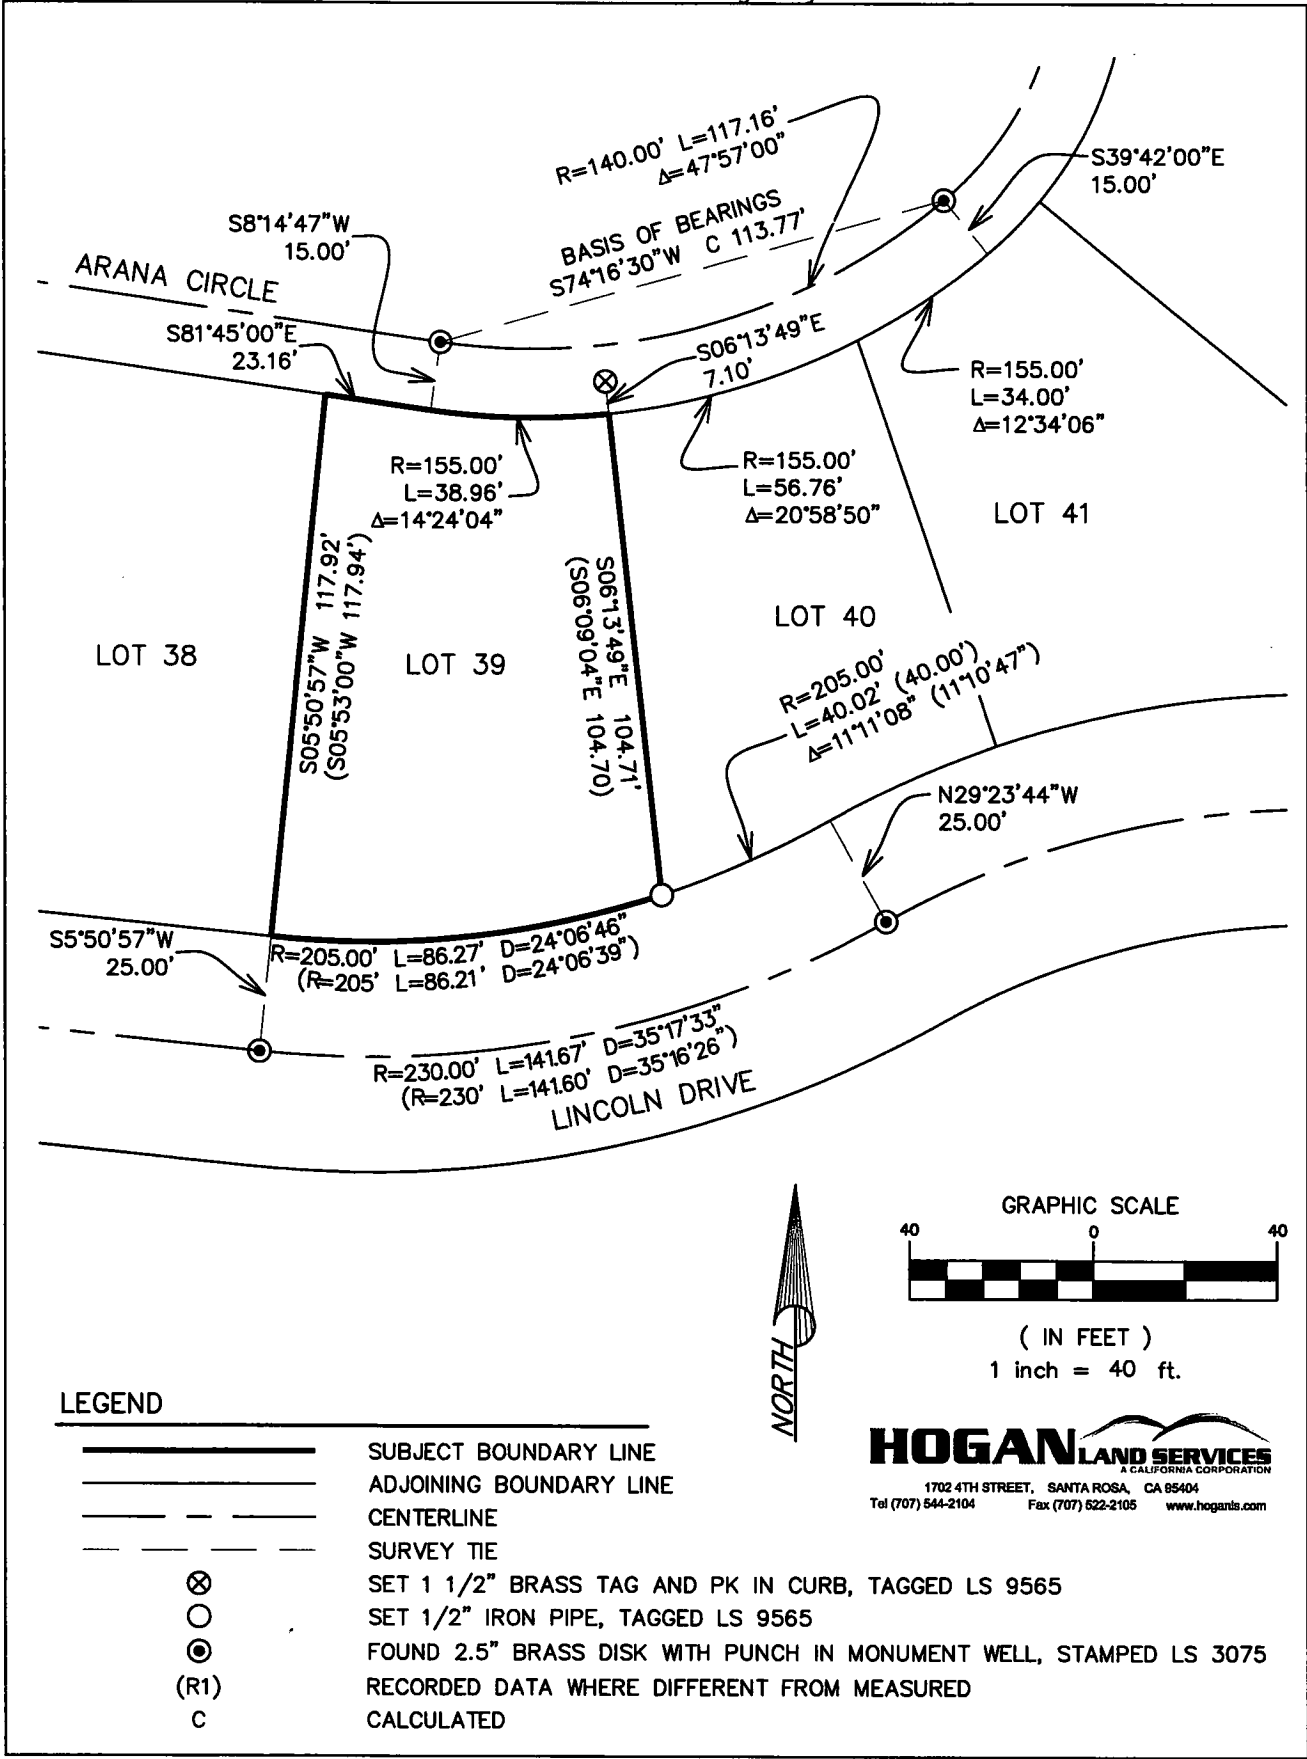 R=140.00' L=117.16'
Δ=47°57'00"
S39°42'00"E
15.00'
S8°14'47"W
15.00'
BASIS OF BEARINGS
S74°16'30"W C 113.77'
ARANA CIRCLE
S81°45'00"E
23.16'
S06°13'49"E
7.10'
R=155.00'
L=34.00'
Δ=12°34'06"
R=155.00'
L=38.96'
Δ=14°24'04"
R=155.00'
L=56.76'
Δ=20°58'50"
LOT 41
S05°50'57"W 117.92'
(S05°53'00"W 117.94')
S06°13'49"E 104.71'
(S06°09'04"E 104.70)
LOT 40
LOT 38
LOT 39
R=205.00'
L=40.02' (40.00')
Δ=11°11'08" (11°10'47")
N29°23'44"W
25.00'
S5°50'57"W
25.00'
R=205.00' L=86.27' D=24°06'46"
(R=205' L=86.21' D=24°06'39")
R=230.00' L=141.67' D=35°17'33"
(R=230' L=141.60' D=35°16'26")
LINCOLN DRIVE
GRAPHIC SCALE
40 0 40
( IN FEET )
1 inch = 40 ft.
NORTH
LEGEND
SUBJECT BOUNDARY LINE
ADJOINING BOUNDARY LINE
CENTERLINE
SURVEY TIE
SET 1 1/2" BRASS TAG AND PK IN CURB, TAGGED LS 9565
SET 1/2" IRON PIPE, TAGGED LS 9565
FOUND 2.5" BRASS DISK WITH PUNCH IN MONUMENT WELL, STAMPED LS 3075
(R1) RECORDED DATA WHERE DIFFERENT FROM MEASURED
C CALCULATED
HOGAN LAND SERVICES
A CALIFORNIA CORPORATION
1702 4TH STREET, SANTA ROSA, CA 95404
Tel (707) 544-2104 Fax (707) 522-2105 www.hoganls.com